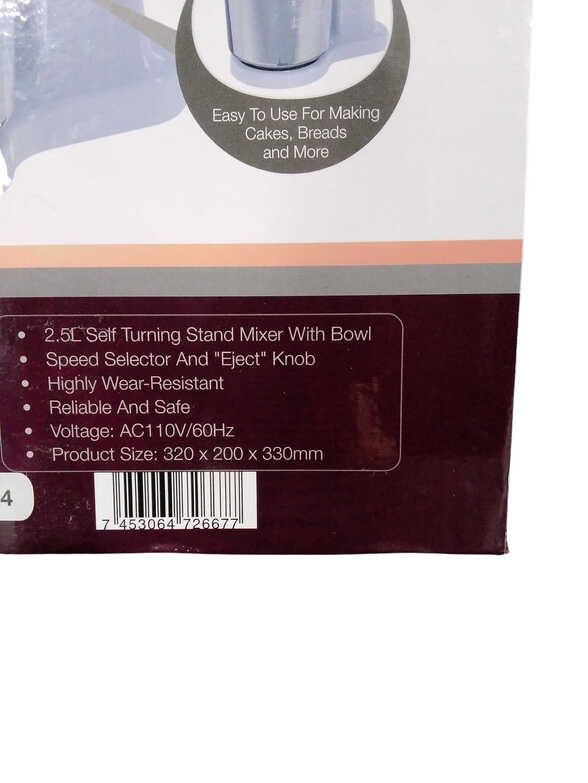 Easy To Use For Making
Cakes, Breads
and More
• 2.5L Self Turning Stand Mixer With Bowl
• Speed Selector And "Eject" Knob
• Highly Wear-Resistant
• Reliable And Safe
• Voltage: AC110V/60Hz
• Product Size: 320 x 200 x 330mm
4
7 453064 726677